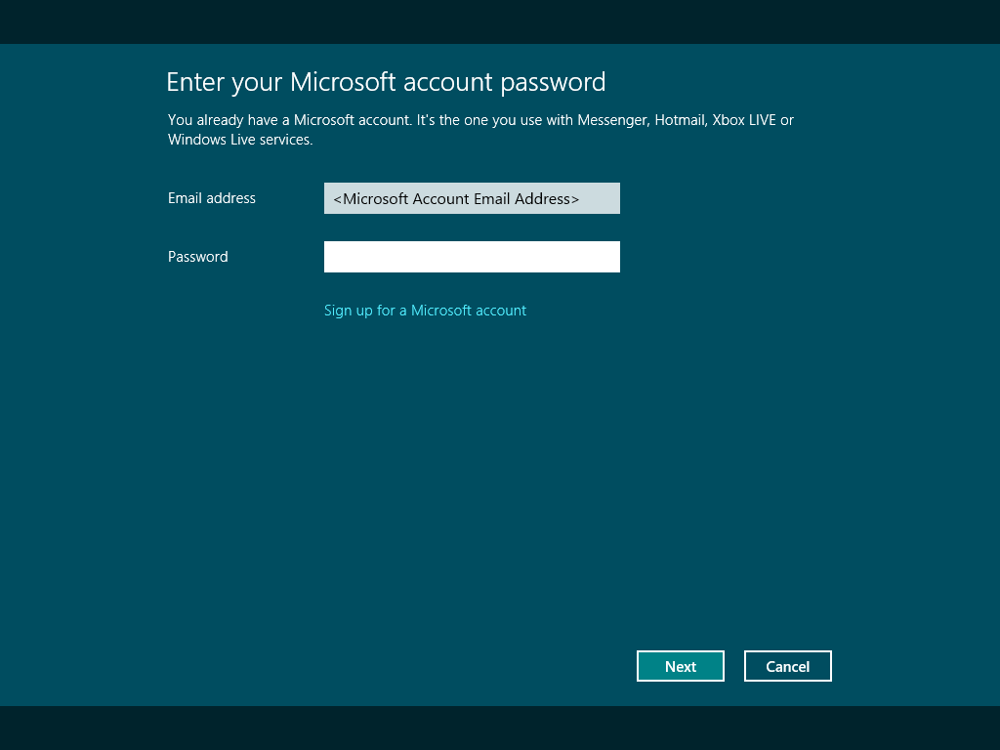 Enter your Microsoft account password
You already have a Microsoft account. It's the one you use with Messenger, Hotmail, Xbox LIVE or
Windows Live services.
Email address
<Microsoft Account Email Address>
Password
Sign up for a Microsoft account
Next
Cancel